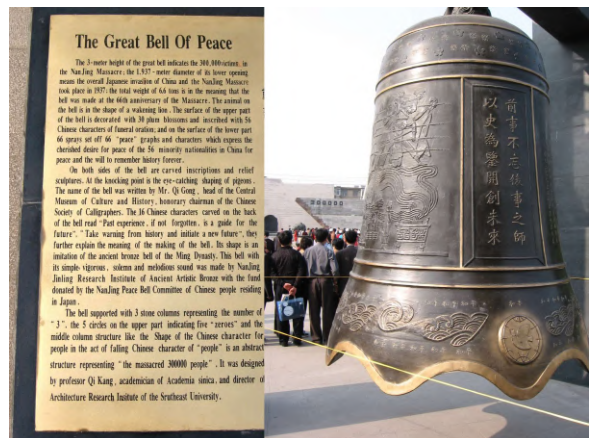 The Great Bell Of Peace
The 3-meter height of the great bell indicates the 300,000 victims in
the NanJing Massacre; the 1.937-meter diameter of its lower opening
means the overall Japanese invasion of China and the NanJing Massacre
took place in 1937; the total weight of 6.6 tons is in the meaning that the
bell was made at the 66th anniversary of the Massacre. The animal on
the bell is in the shape of a wakening lion. The surface of the upper part
of the bell is decorated with 30 plum blossoms and inscribed with 56
Chinese characters of funeral oration; and on the surface of the lower part
66 sprays set off 66 "peace" graphs and characters which express the
cherished desire for peace of the 56 minority nationalities in China for
peace and the will to remember history forever.
On both sides of the bell are carved inscriptions and relief
sculptures. At the knocking point is the eye-catching shaping of pigeons.
The name of the bell was written by Mr. Qi Gong, head of the Central
Museum of Culture and History, honorary chairman of the Chinese
Society of Calligraphers. The 16 Chinese characters carved on the back
of the bell read "Past experience, if not forgotten, is a guide for the
future". "Take warning from history and initiate a new future", they
further explain the meaning of the making of the bell. Its shape is an
imitation of the ancient bronze bell of the Ming Dynasty. This bell with
its simple-vigorous, solemn and melodious sound was made by NanJing
Jinling Research Institute of Ancient Artistic Bronze with the fund
donated by the NanJing Peace Bell Committee of Chinese people residing
in Japan.
The bell supported with 3 stone columns representing the number of
"3", the 5 circles on the upper part indicating five "zeroes" and the
middle column structure like the Shape of the Chinese character for
people in the act of falling Chinese character of "people" is an abstract
structure representing "the massacred 300000 people". It was designed
by professor Qi Kang, academician of Academia sinica, and director of
Architecture Research Insitute of the Southeast University.
前事不忘後事之師
以史為鑒開創未來